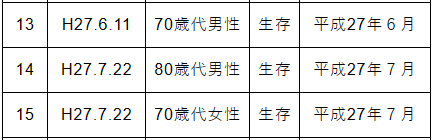 13 H27.6.11 70歳代男性 生存 平成27年6月
14 H27.7.22 80歳代男性 生存 平成27年7月
15 H27.7.22 70歳代女性 生存 平成27年7月